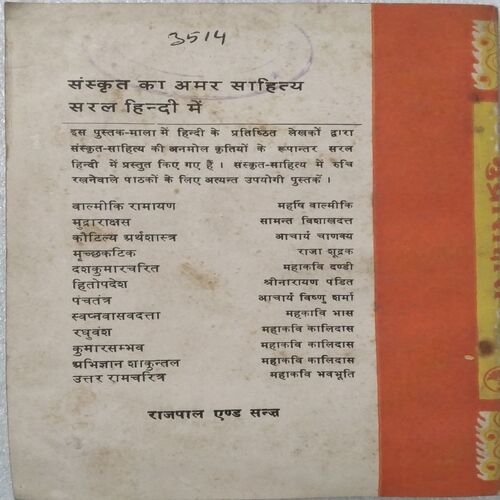 3514
संस्कृत का अमर साहित्य
सरल हिन्दी में
इस पुस्तक-माला में हिन्दी के प्रतिष्ठित लेखकों द्वारा
संस्कृत-साहित्य की अनमोल कृतियों के रूपान्तर सरल
हिन्दी में प्रस्तुत किए गए हैं । संस्कृत-साहित्य में रुचि
रखनेवाले पाठकों के लिए अत्यन्त उपयोगी पुस्तकें ।
वाल्मीकि रामायण महर्षि वाल्मीकि
मुद्राराक्षस सामन्त विशाखदत्त
कौटिल्य अर्थशास्त्र आचार्य चाणक्य
मृच्छकटिक राजा शूद्रक
दशकुमारचरित महाकवि दण्डी
हितोपदेश श्रीनारायण पंडित
पंचतंत्र आचार्य विष्णु शर्मा
स्वप्नवासवदत्ता महकावि भास
रघुवंश महाकवि कालिदास
कुमारसम्भव महाकवि कालिदास
अभिज्ञान शाकुन्तल महाकवि कालिदास
उत्तर रामचरित्र महाकवि भवभूति
राजपाल एण्ड सन्ज़